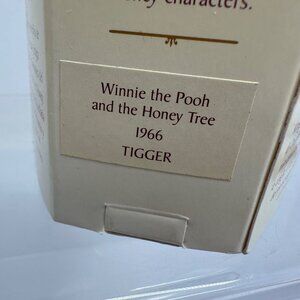 characters.
Winnie the Pooh
and the Honey Tree
1966
TIGGER